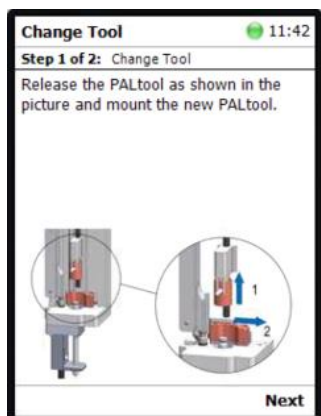 Change Tool 11:42
Step 1 of 2: Change Tool
Release the PALtool as shown in the
picture and mount the new PALtool.
1
2
Next